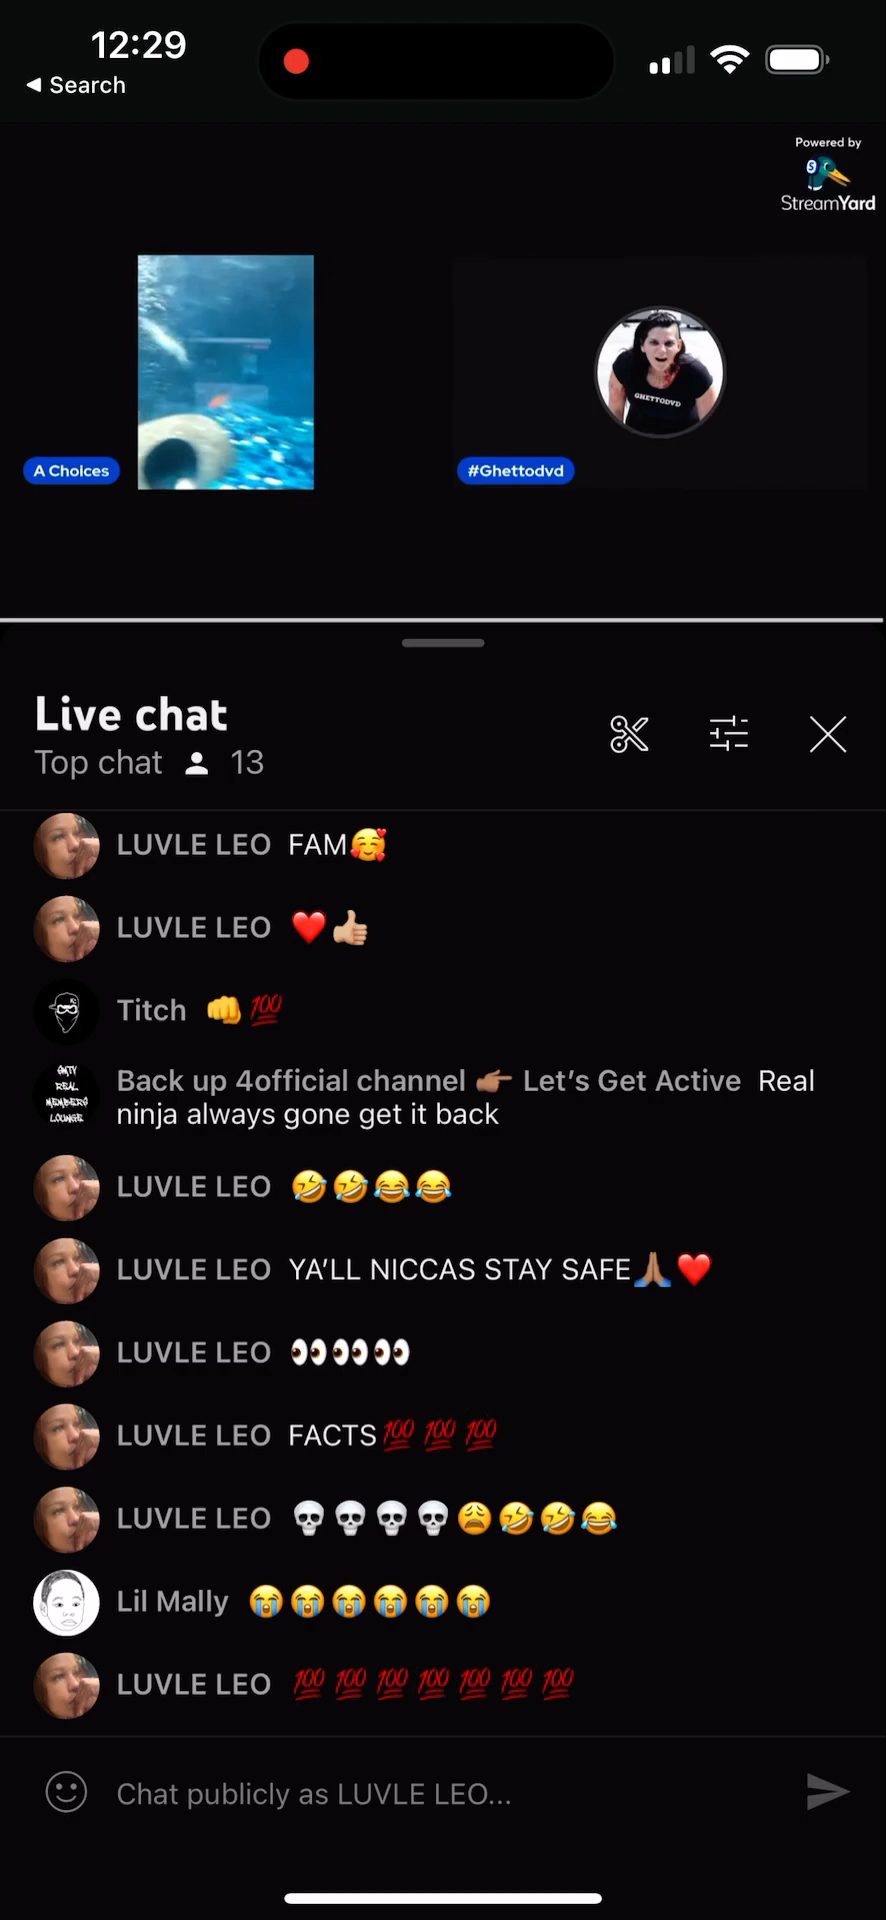 12:29
◀ Search
Powered by
StreamYard
GHETTODVD
A Choices
#Ghettodvd
Live chat
Top chat 13
LUVLE LEO FAM🥰
LUVLE LEO ❤️👍🏼
Titch 👊💯
GMTY
REAL
MEMBERS
LOUNGE
Back up 4official channel 👉🏾 Let’s Get Active Real
ninja always gone get it back
LUVLE LEO 🤣🤣😂😂
LUVLE LEO YA’LL NICCAS STAY SAFE🙏🏾❤️
LUVLE LEO 👀👀👀
LUVLE LEO FACTS💯💯💯
LUVLE LEO 💀💀💀💀😩🤣🤣😂
Lil Mally 😭😭😭😭😭😭
LUVLE LEO 💯💯💯💯💯💯💯
Chat publicly as LUVLE LEO...